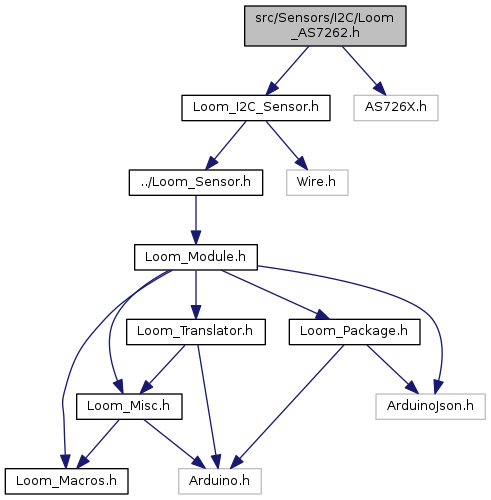 src/Sensors/I2C/Loom
_AS7262.h
Loom_I2C_Sensor.h
AS726X.h
../Loom_Sensor.h
Wire.h
Loom_Module.h
Loom_Translator.h
Loom_Package.h
Loom_Misc.h
ArduinoJson.h
Loom_Macros.h
Arduino.h